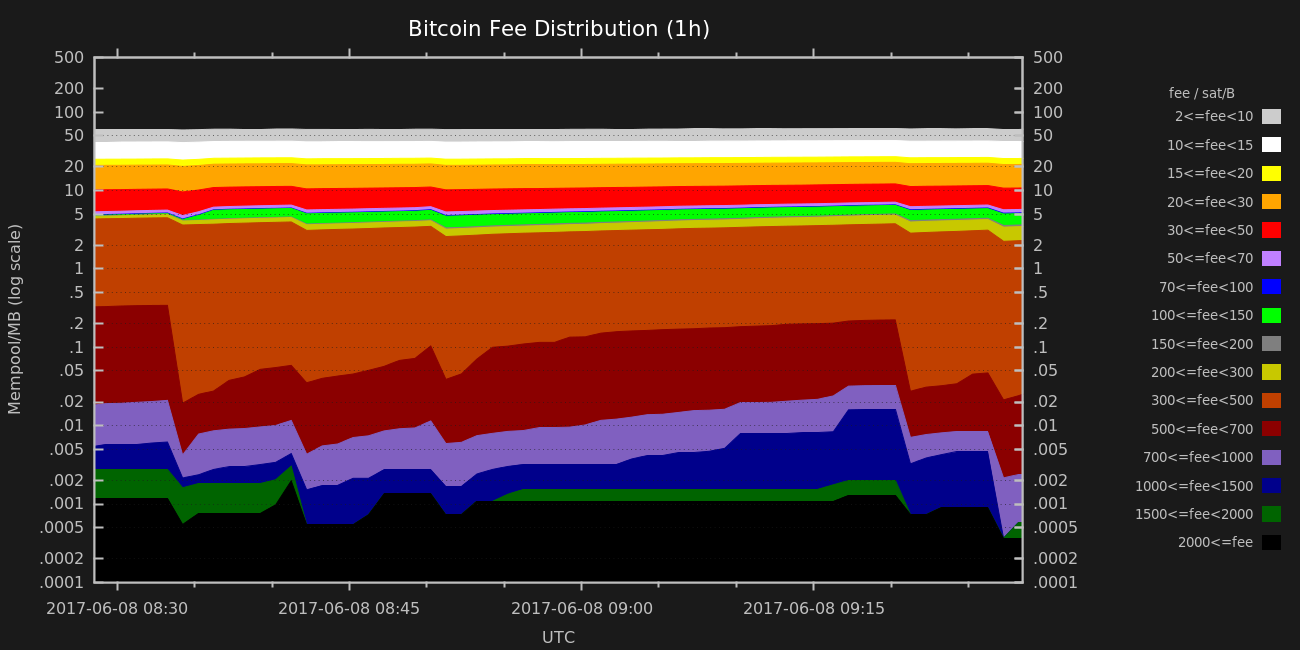 Bitcoin Fee Distribution (1h)
500 500
200 200
100 100
50 50
20 20
10 10
5 5
2 2
1 1
.5 .5
.2 .2
.1 .1
.05 .05
.02 .02
.01 .01
.005 .005
.002 .002
.001 .001
.0005 .0005
.0002 .0002
.0001 .0001
Mempool/MB (log scale)
2017-06-08 08:30 2017-06-08 08:45 2017-06-08 09:00 2017-06-08 09:15
UTC
fee / sat/B
2<=fee<10
10<=fee<15
15<=fee<20
20<=fee<30
30<=fee<50
50<=fee<70
70<=fee<100
100<=fee<150
150<=fee<200
200<=fee<300
300<=fee<500
500<=fee<700
700<=fee<1000
1000<=fee<1500
1500<=fee<2000
2000<=fee